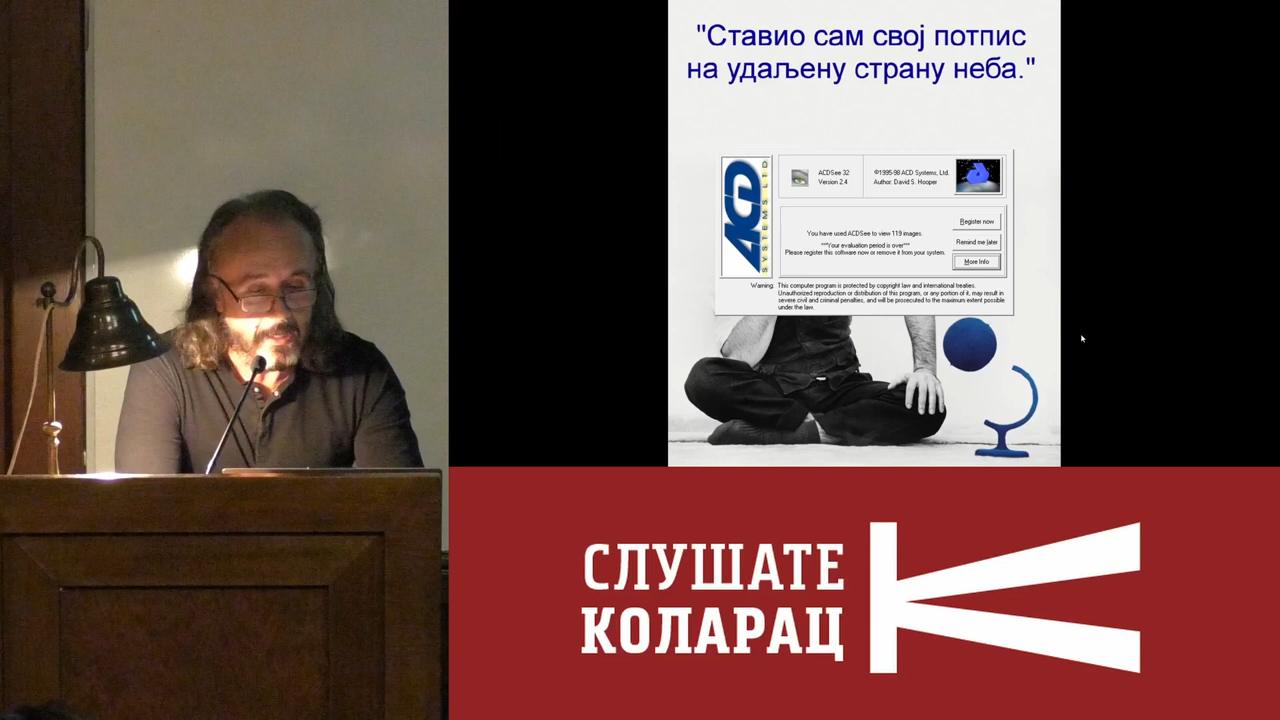 "Ставио сам свој потпис
на удаљену страну неба."
ACD
SYSTEMS LTD
ACDSee 32
Version 2.4
©1995-98 ACD Systems, Ltd.
Author: David S. Hooper
You have used ACDSee to view 119 images.
***Your evaluation period is over***
Please register this software now or remove it from your system.
Register now
Remind me later
More Info
Warning: This computer program is protected by copyright law and international treaties.
Unauthorized reproduction or distribution of this program, or any portion of it, may result in
severe civil and criminal penalties, and will be prosecuted to the maximum extent possible
under the law.
СЛУШАТЕ
КОЛАРАЦ